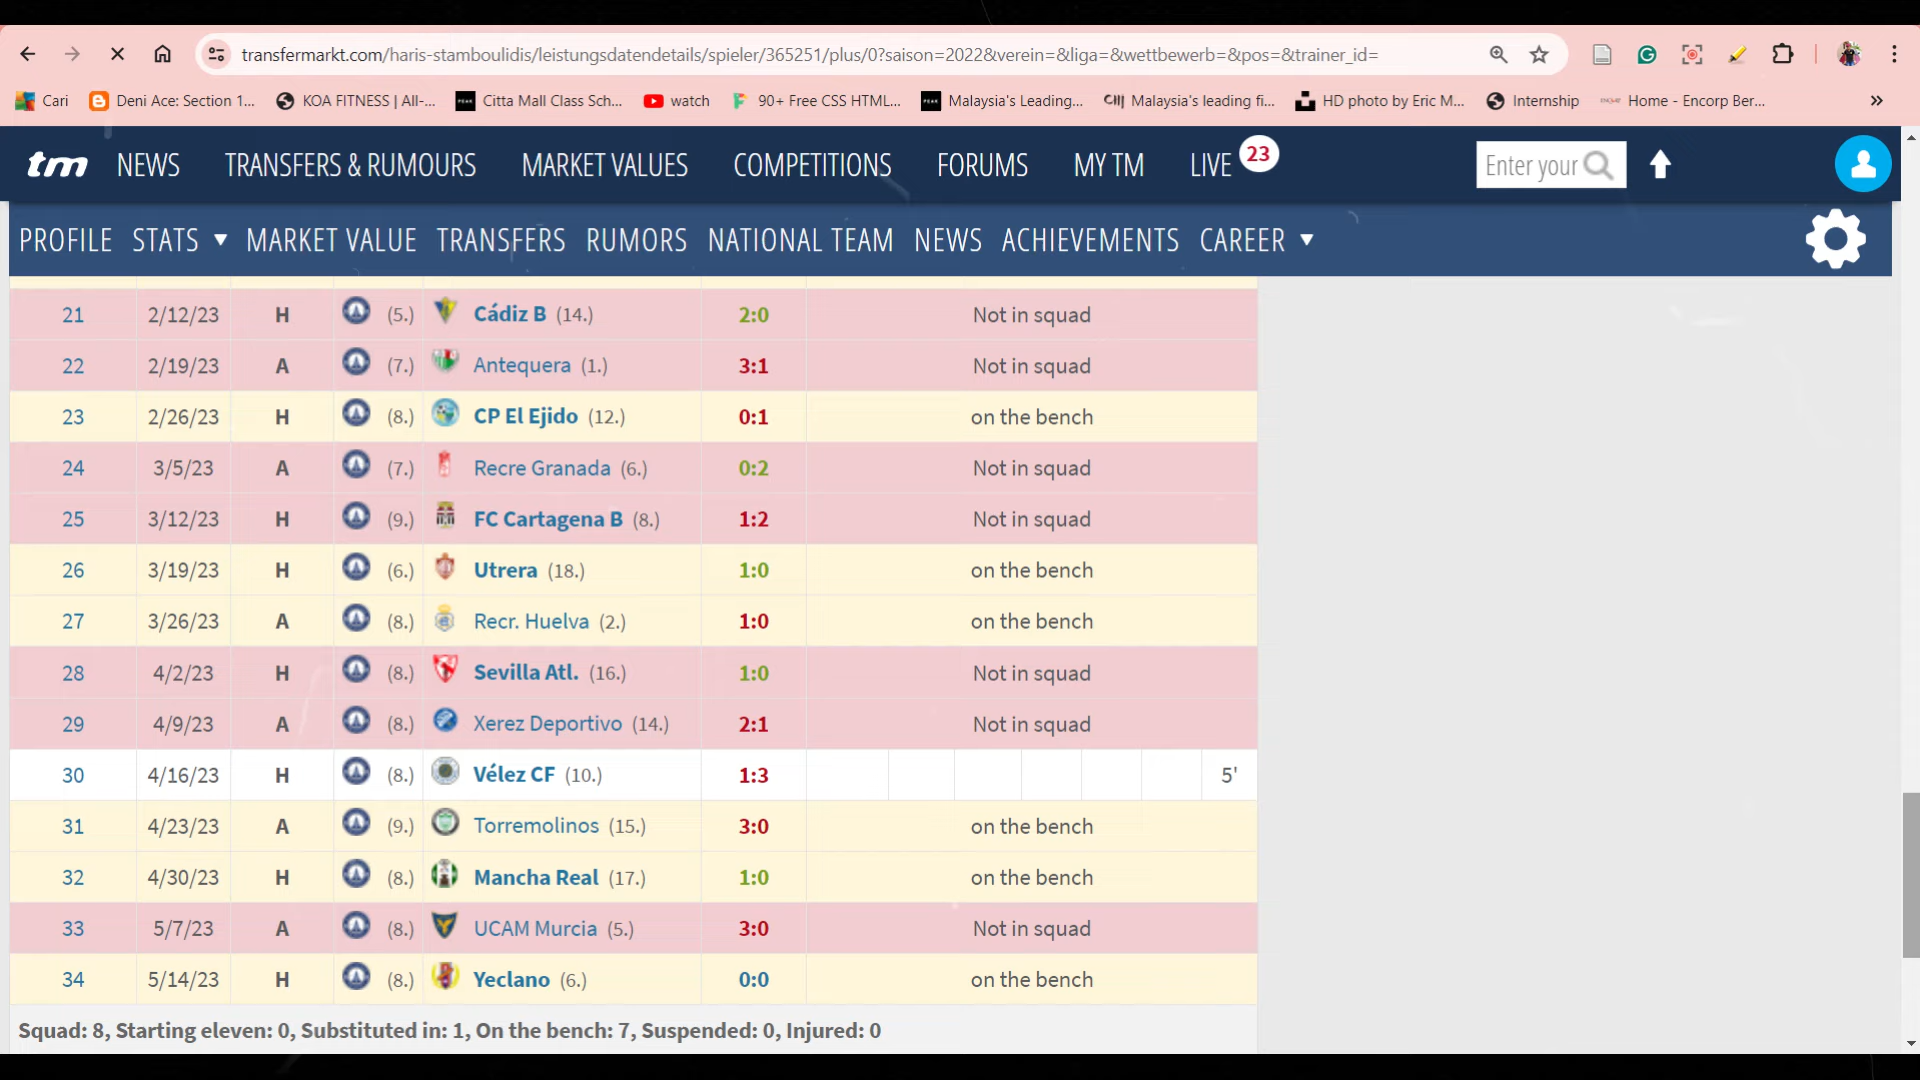 transfermarkt.com/haris-stamboulidis/leistungsdatendetails/spieler/365251/plus/0?saison=2022&verein=&liga=&wettbewerb=&pos=&trainer_id=
Cari Deni Ace: Section 1... KOA FITNESS | All-... PEAK Citta Mall Class Sch... watch 90+ Free CSS HTML... PEAK Malaysia's Leading... Malaysia's leading fi... HD photo by Eric M... Internship Home - Encorp Ber... »
tm NEWS TRANSFERS & RUMOURS MARKET VALUES COMPETITIONS FORUMS MY TM LIVE 23 Enter your
PROFILE STATS ▼ MARKET VALUE TRANSFERS RUMORS NATIONAL TEAM NEWS ACHIEVEMENTS CAREER ▼
21 2/12/23 H (5.) Cádiz B (14.) 2:0 Not in squad
22 2/19/23 A (7.) Antequera (1.) 3:1 Not in squad
23 2/26/23 H (8.) CP El Ejido (12.) 0:1 on the bench
24 3/5/23 A (7.) Recre Granada (6.) 0:2 Not in squad
25 3/12/23 H (9.) FC Cartagena B (8.) 1:2 Not in squad
26 3/19/23 H (6.) Utrera (18.) 1:0 on the bench
27 3/26/23 A (8.) Recr. Huelva (2.) 1:0 on the bench
28 4/2/23 H (8.) Sevilla Atl. (16.) 1:0 Not in squad
29 4/9/23 A (8.) Xerez Deportivo (14.) 2:1 Not in squad
30 4/16/23 H (8.) Vélez CF (10.) 1:3 5'
31 4/23/23 A (9.) Torremolinos (15.) 3:0 on the bench
32 4/30/23 H (8.) Mancha Real (17.) 1:0 on the bench
33 5/7/23 A (8.) UCAM Murcia (5.) 3:0 Not in squad
34 5/14/23 H (8.) Yeclano (6.) 0:0 on the bench
Squad: 8, Starting eleven: 0, Substituted in: 1, On the bench: 7, Suspended: 0, Injured: 0